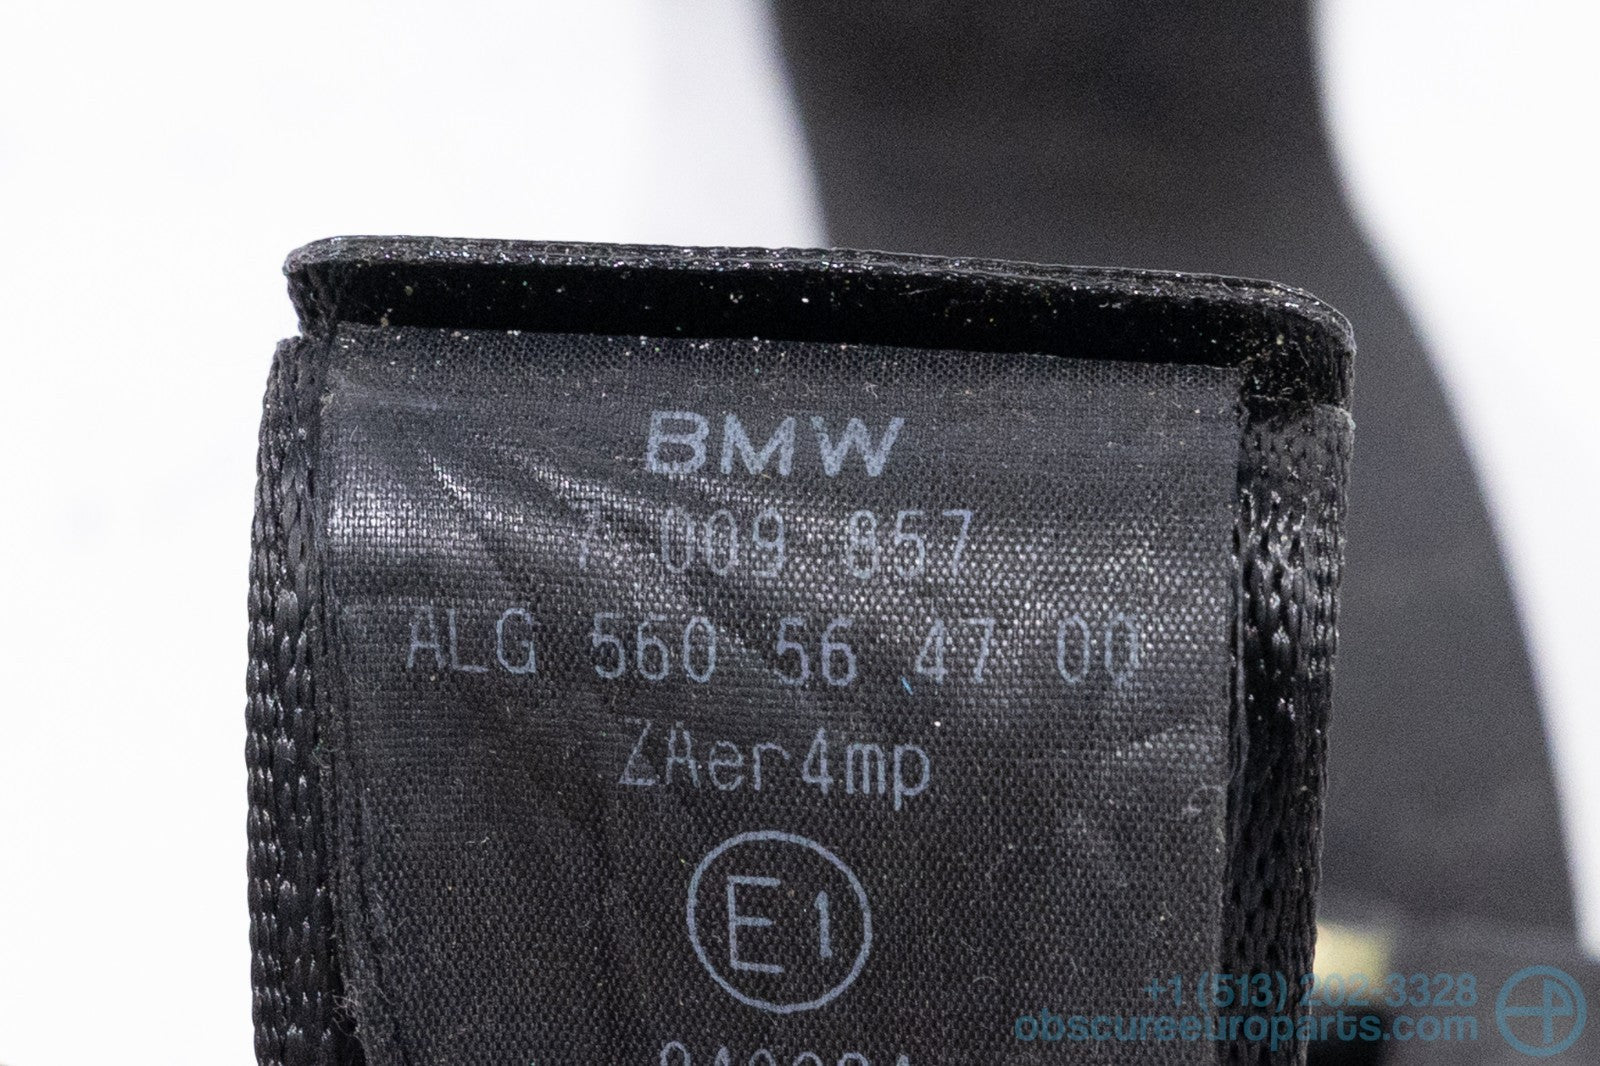 BMW
7 009 857
ALG 560 56 47 00
ZAer4mp
E1
+1 (513) 202-3328
obscureeuroparts.com